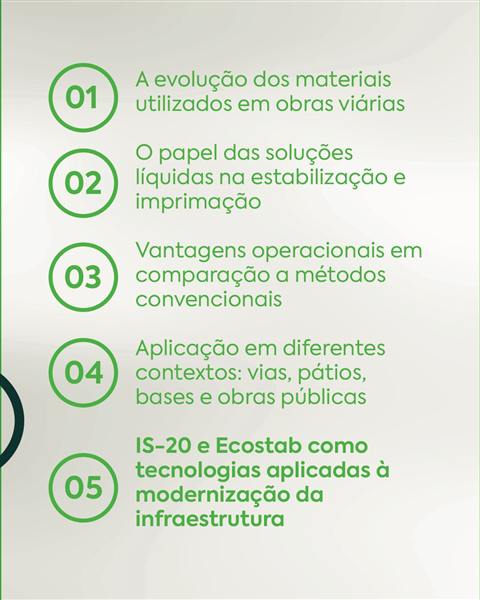 01
A evolução dos materiais
utilizados em obras viárias
02
O papel das soluções
líquidas na estabilização e
imprimação
03
Vantagens operacionais em
comparação a métodos
convencionais
04
Aplicação em diferentes
contextos: vias, pátios,
bases e obras públicas
05
IS-20 e Ecostab como
tecnologias aplicadas à
modernização da
infraestrutura